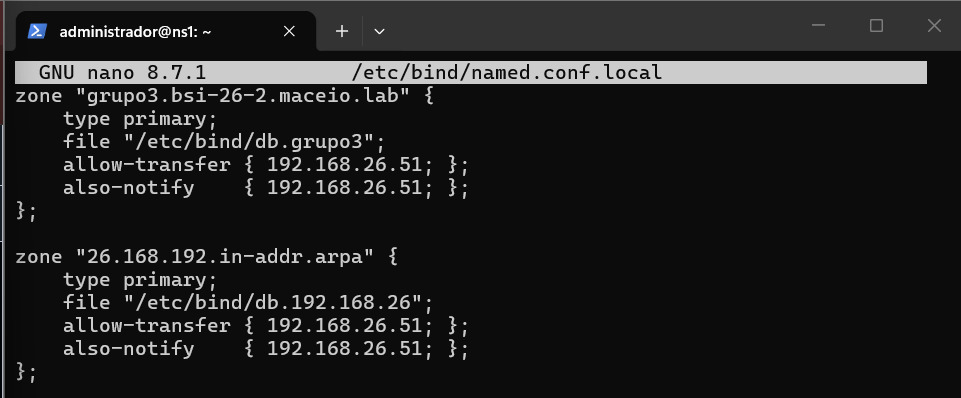 administrador@ns1: ~
GNU nano 8.7.1 /etc/bind/named.conf.local
zone "grupo3.bsi-26-2.maceio.lab" {
    type primary;
    file "/etc/bind/db.grupo3";
    allow-transfer { 192.168.26.51; };
    also-notify    { 192.168.26.51; };
};

zone "26.168.192.in-addr.arpa" {
    type primary;
    file "/etc/bind/db.192.168.26";
    allow-transfer { 192.168.26.51; };
    also-notify    { 192.168.26.51; };
};